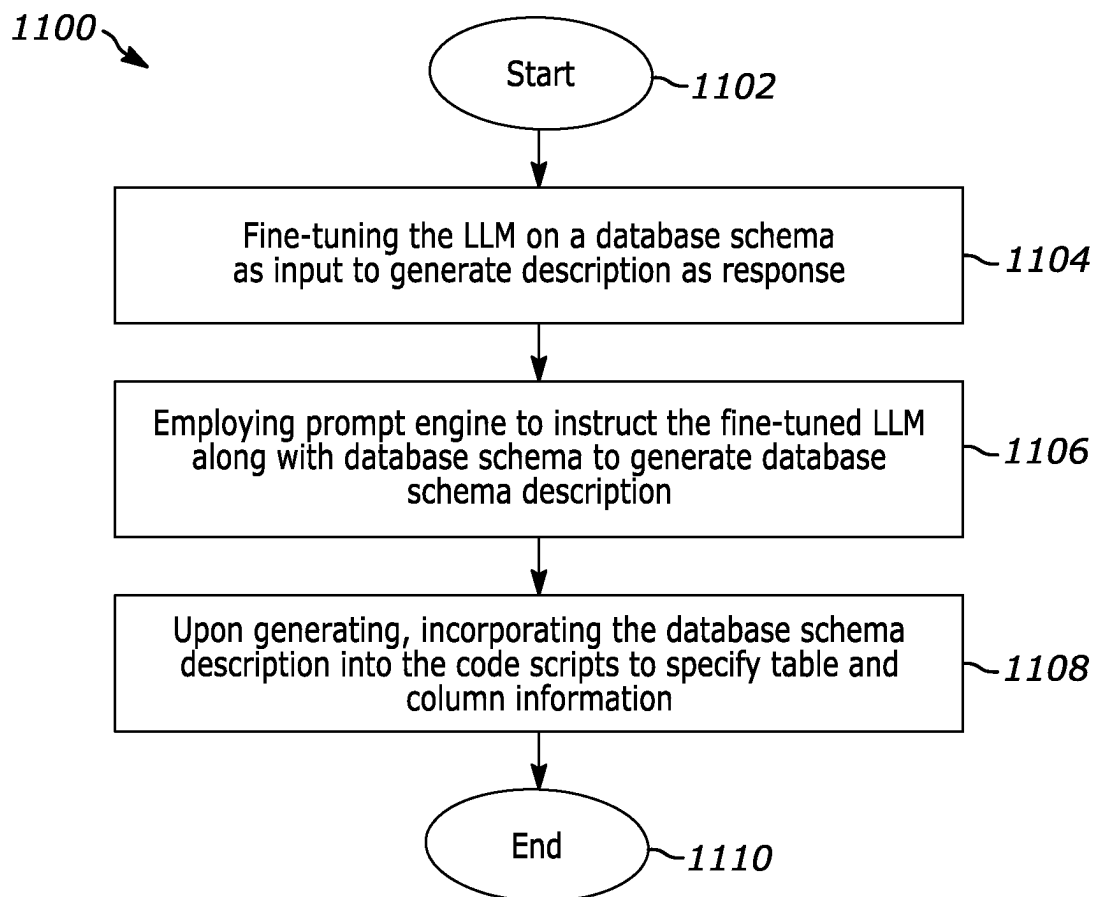 1100
Start
1102
Fine-tuning the LLM on a database schema
as input to generate description as response
1104
Employing prompt engine to instruct the fine-tuned LLM
along with database schema to generate database
schema description
1106
Upon generating, incorporating the database schema
description into the code scripts to specify table and
column information
1108
End
1110